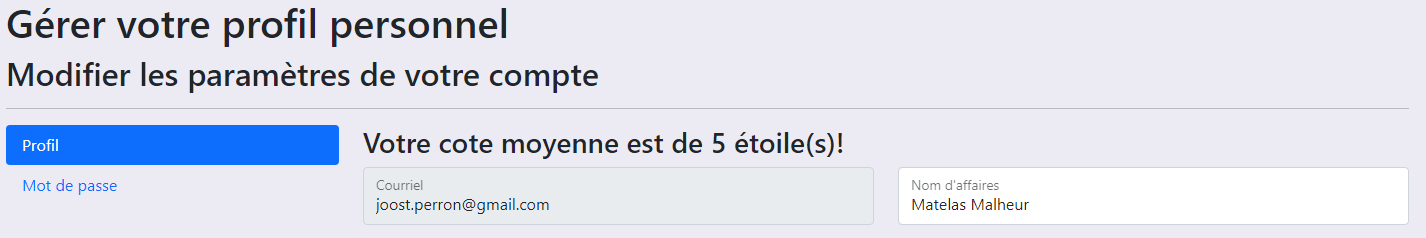 Gérer votre profil personnel
Modifier les paramètres de votre compte
Profil
Mot de passe
Votre cote moyenne est de 5 étoile(s)!
Courriel
joost.perron@gmail.com
Nom d'affaires
Matelas Malheur